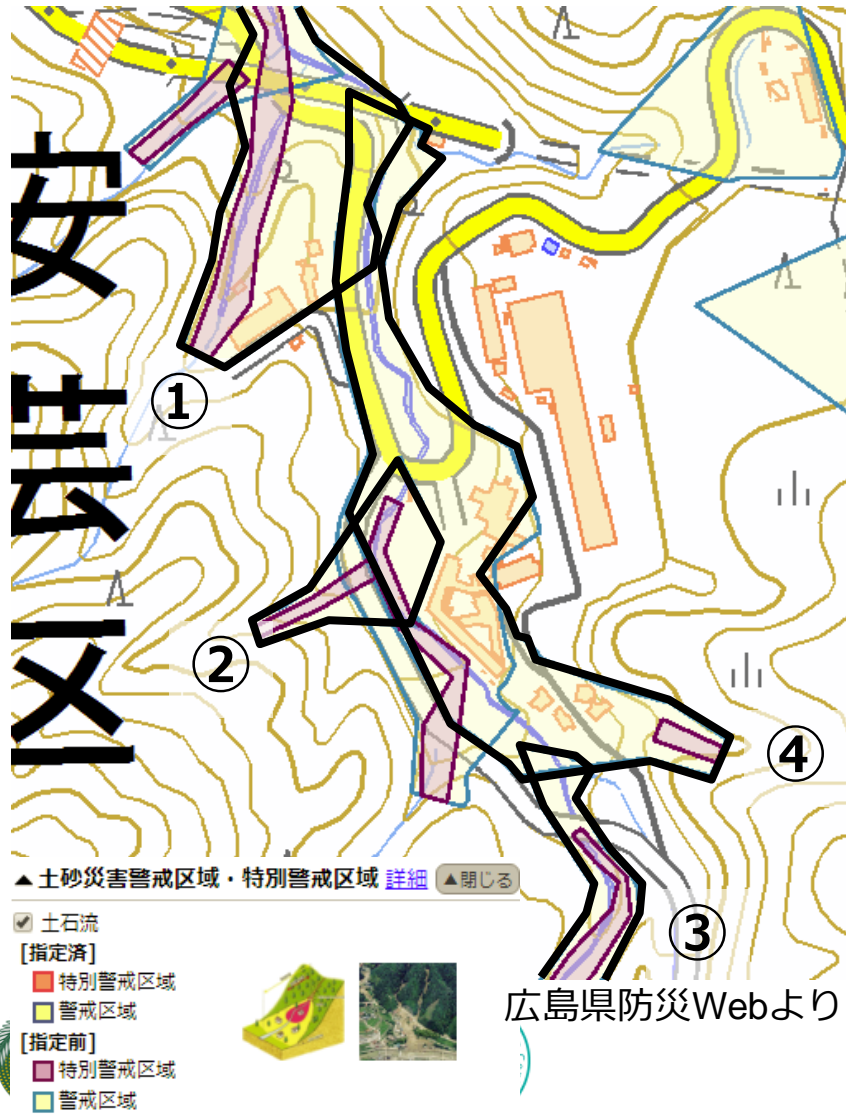 安芸区
①
②
④
③
▲土砂災害警戒区域・特別警戒区域 詳細 ▲閉じる
土石流
[指定済]
特別警戒区域
警戒区域
[指定前]
特別警戒区域
警戒区域
広島県防災Webより